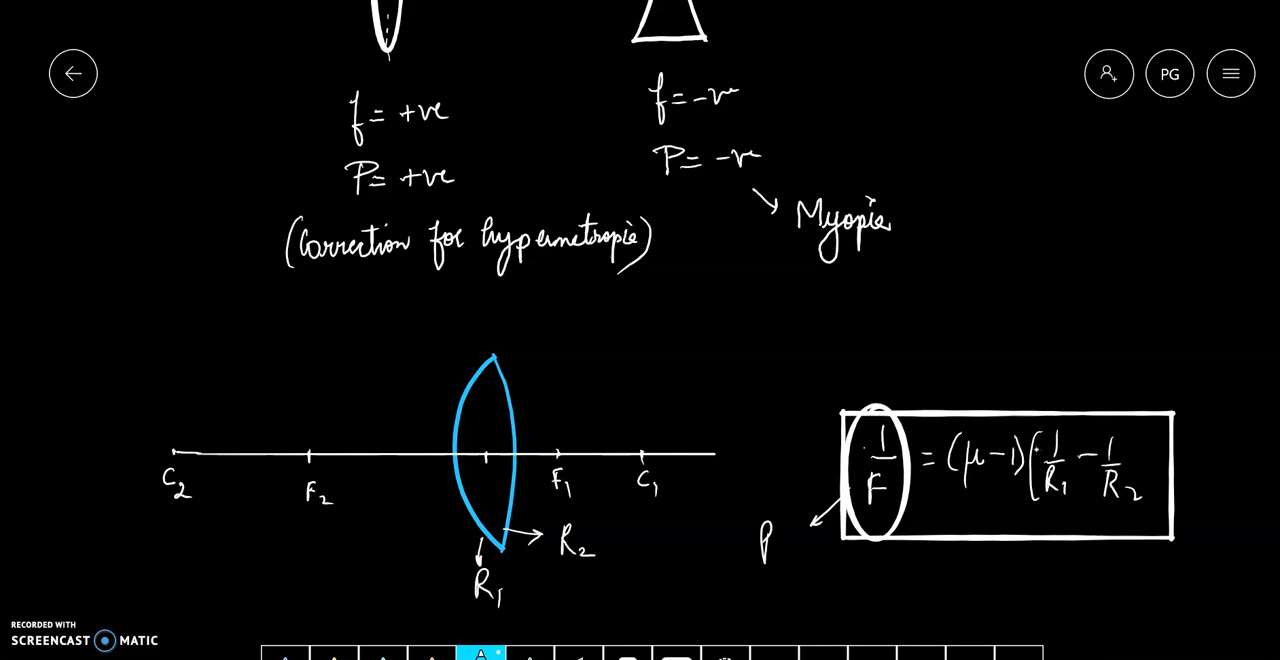 PG
f = +ve
f = -ve
P = +ve
P = -ve
Myopia
(Correction for hypermetropia)
C2
F2
F1
C1
R1
R2
1/F = (μ-1)[1/R1 - 1/R2
P
RECORDED WITH
SCREENCAST MATIC
A